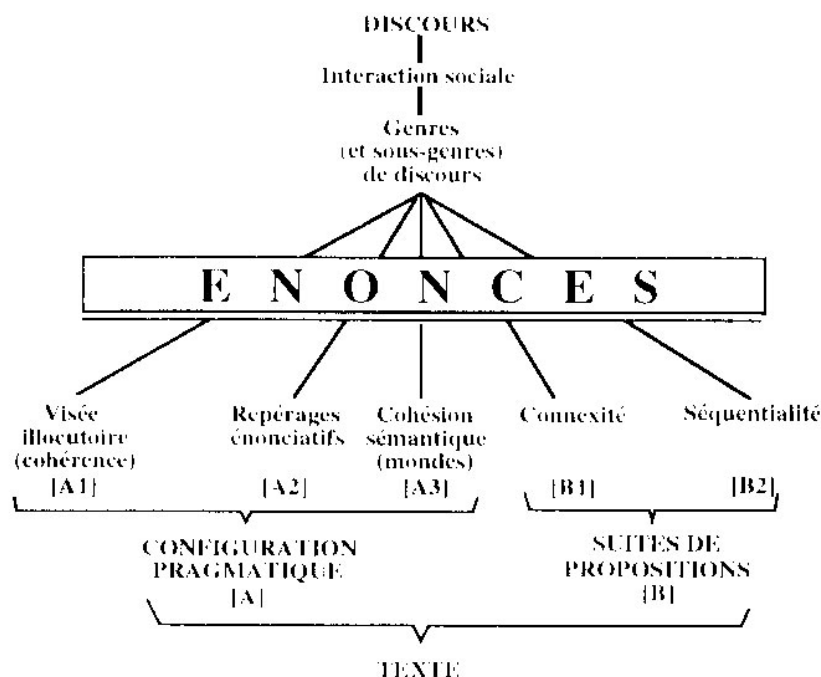 DISCOURS
Interaction sociale
Genres
(et sous-genres)
de discours
E N O N C E S
Visée
illocutoire
(cohérence)
[A1]
Repérages
énonciatifs
[A2]
Cohésion
sémantique
(mondes)
[A3]
Connexité
[B1]
Séquentialité
[B2]
CONFIGURATION
PRAGMATIQUE
[A]
SUITES DE
PROPOSITIONS
[B]
TEXTE